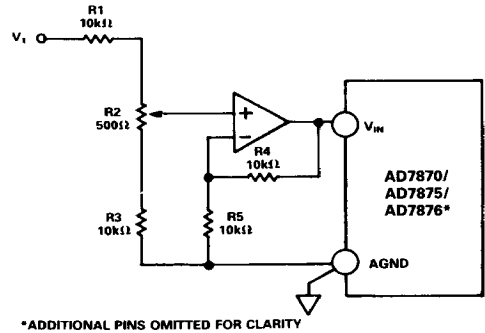 R1
10kΩ
V₁
R2
500Ω
+
−
V_IN
R4
10kΩ
AD7870/
AD7875/
AD7876*
R3
10kΩ
R5
10kΩ
AGND
*ADDITIONAL PINS OMITTED FOR CLARITY